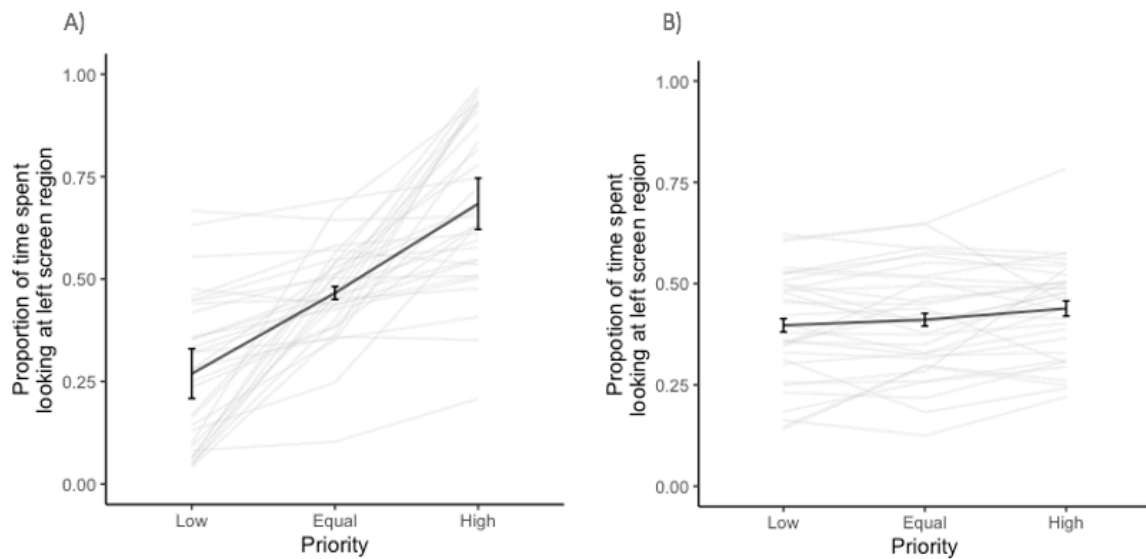 A)
Proportion of time spent
looking at left screen region
1.00
0.75
0.50
0.25
0.00
Low Equal High
Priority
B)
Propotion of time spent
looking at left screen region
1.00
0.75
0.50
0.25
0.00
Low Equal High
Priority